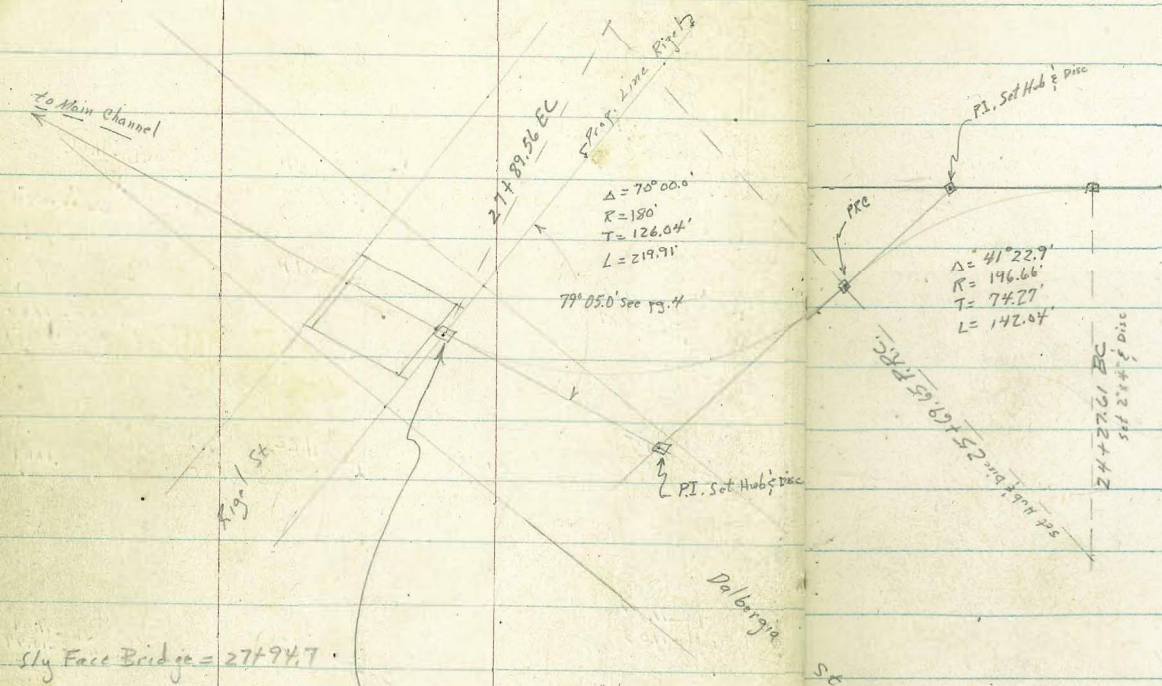 to Main Channel
27+89.56 EC
Prop. Line Rigel
Δ = 70°00.0'
R = 180'
T = 126.04'
L = 219.91'
79°05.0' See pg. 4
Rigel St.
P.I. Set Hub & Disc
Dalbergia
St
Sly Face Bridge = 27+94.7
P.I. Set Hub & Disc
PRC
Δ = 41°22.9'
R = 196.66'
T = 74.27'
L = 142.04'
25+69.65 P.R.C.
Set Hub & Disc
24+27.61 BC
Set 2"x4" & Disc